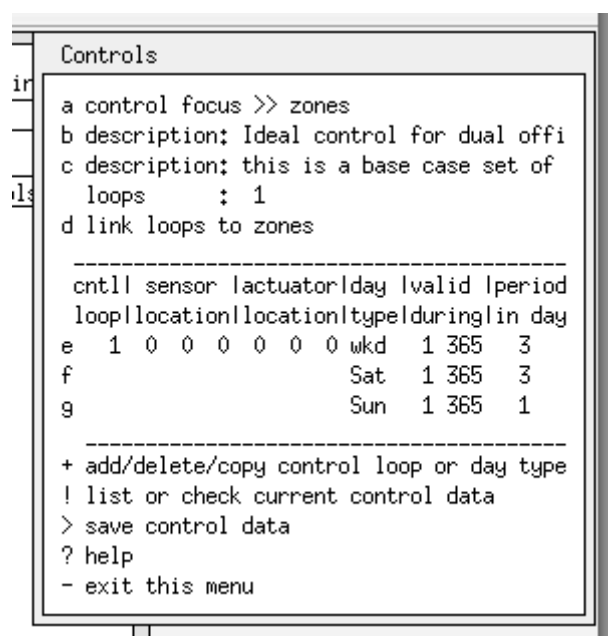 Controls
a control focus >> zones
b description: Ideal control for dual offi
c description: this is a base case set of
loops : 1
d link loops to zones
cntl| sensor |actuator|day |valid |period
loop|location|location|type|during|in day
e 1 0 0 0 0 0 0 wkd 1 365 3
f Sat 1 365 3
g Sun 1 365 1
+ add/delete/copy control loop or day type
! list or check current control data
> save control data
? help
- exit this menu